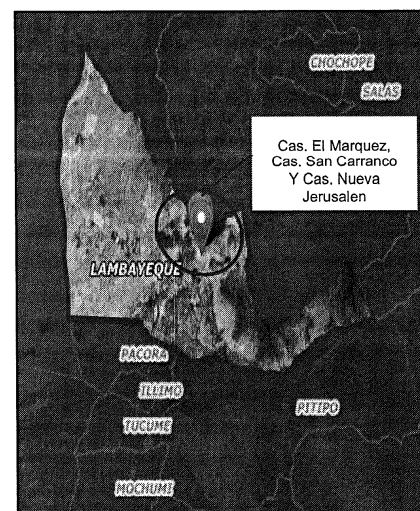 CHOCHOPE
SALAS
Cas. El Marquez,
Cas. San Carranco
Y Cas. Nueva
Jerusalen
LAMBAYEQUE
PACORA
ILLIMO
PITIPO
TUCUME
MOCHUMI